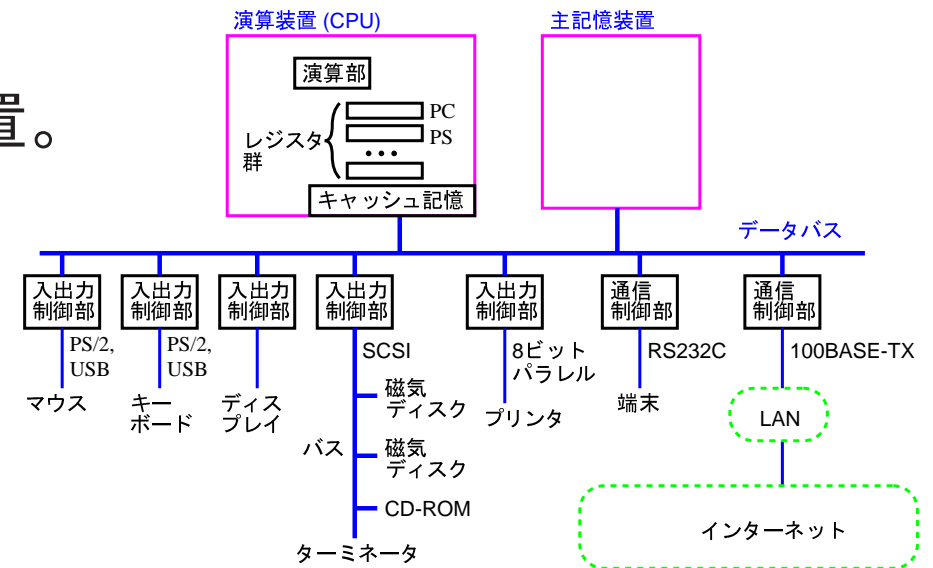 演算装置 (CPU)
主記憶装置
置。
演算部
PC
PS
レジスタ
群
・・・
キャッシュ記憶
データバス
入出力
制御部
入出力
制御部
入出力
制御部
入出力
制御部
入出力
制御部
通信
制御部
通信
制御部
PS/2,
USB
PS/2,
USB
SCSI
8ビット
パラレル
RS232C
100BASE-TX
マウス
キー
ボード
ディス
プレイ
磁気
ディスク
プリンタ
端末
LAN
バス
磁気
ディスク
CD-ROM
ターミネータ
インターネット